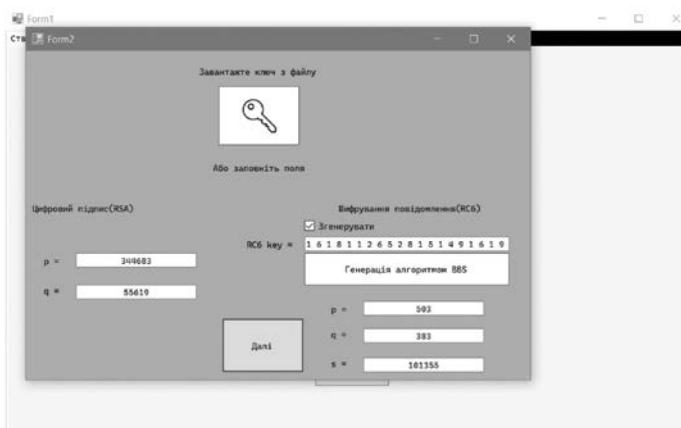 Form1
Form2
Завантажте ключ з файлу
Або заповніть поля
Цифровий підпис(RSA)
Шифрування повідомлення(RC6)
Згенерувати
RC6 key = 1 6 1 8 1 1 2 6 5 2 8 1 5 1 4 9 1 6 1 9
Генерація алгоритмом BBS
p = 344683
q = 55619
p = 503
q = 383
s = 101355
Далі